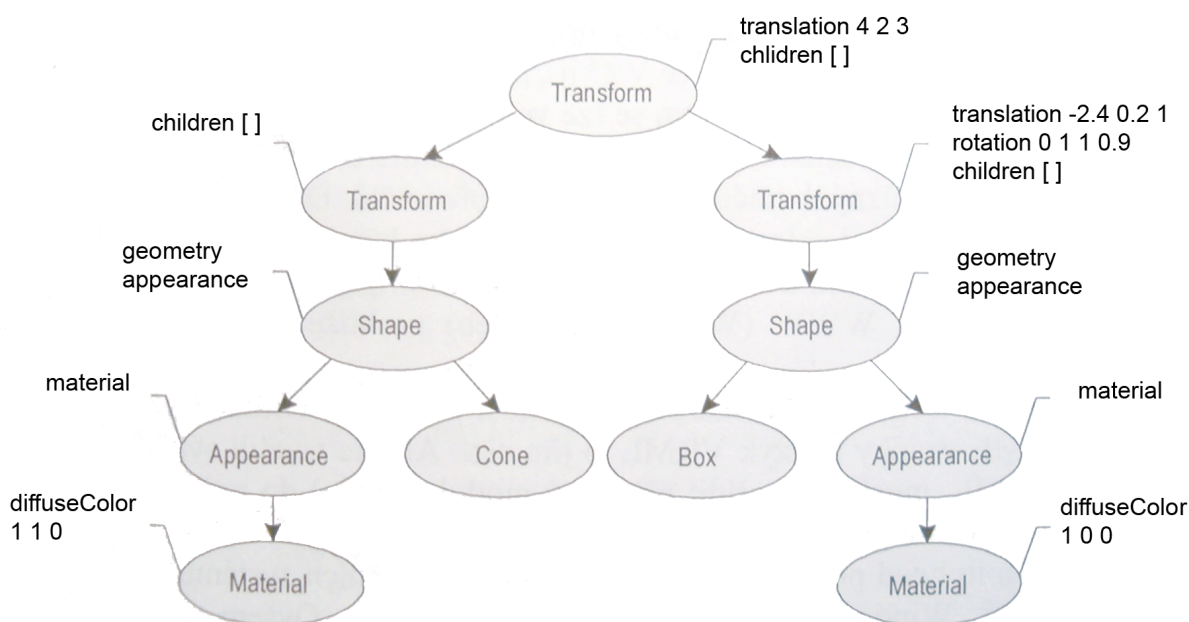 translation 4 2 3
chlidren [ ]
Transform
children [ ]
translation -2.4 0.2 1
rotation 0 1 1 0.9
children [ ]
Transform
Transform
geometry
appearance
geometry
appearance
Shape
Shape
material
material
Appearance
Cone
Box
Appearance
diffuseColor
1 1 0
diffuseColor
1 0 0
Material
Material